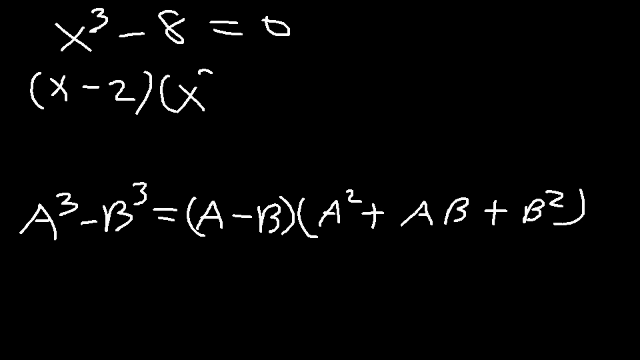 x³ - 8 = 0
(x - 2)(x
A³ - B³ = (A - B)(A² + AB + B²)